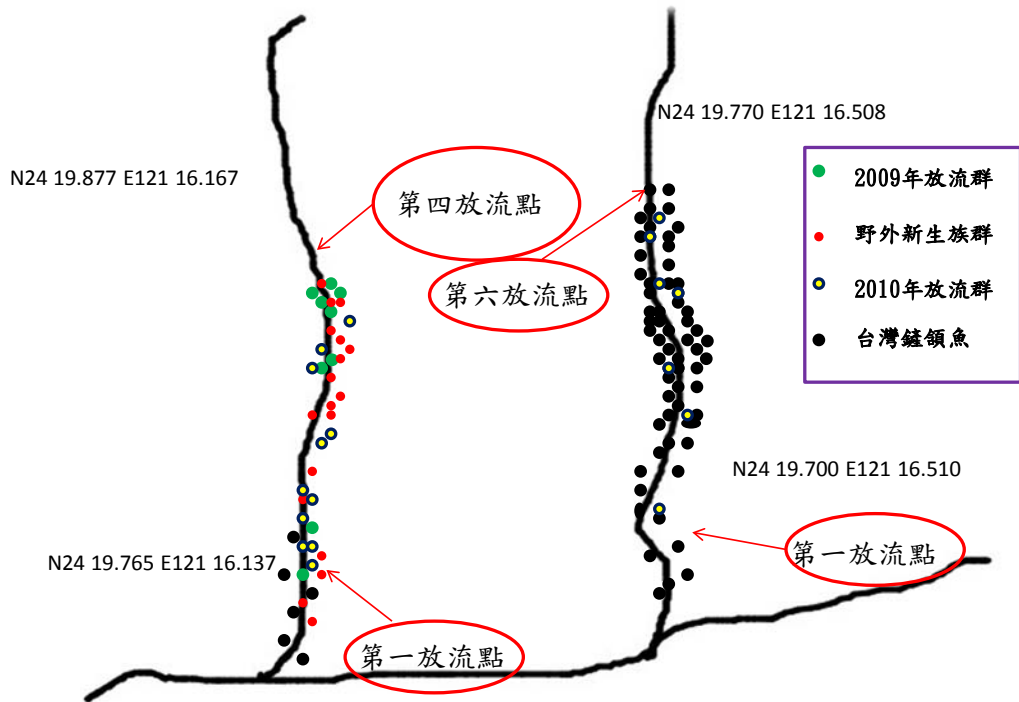 N24 19.770 E121 16.508
N24 19.877 E121 16.167
第四放流點
第六放流點
2009年放流群
野外新生族群
2010年放流群
台灣鏟頷魚
N24 19.700 E121 16.510
第一放流點
N24 19.765 E121 16.137
第一放流點